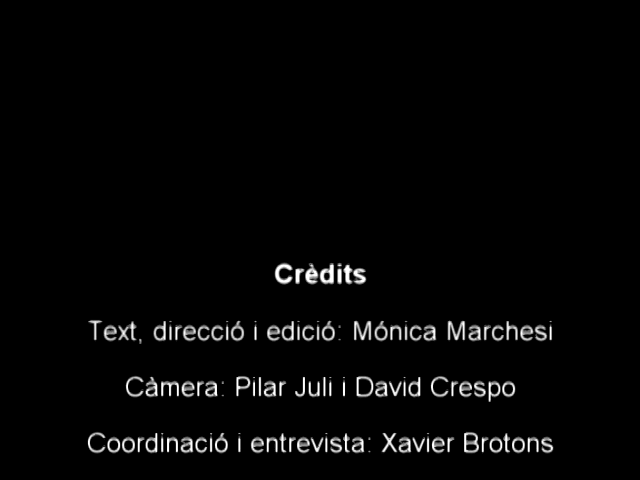 Crèdits
Text, direcció i edició: Mónica Marchesi
Càmera: Pilar Juli i David Crespo
Coordinació i entrevista: Xavier Brotons